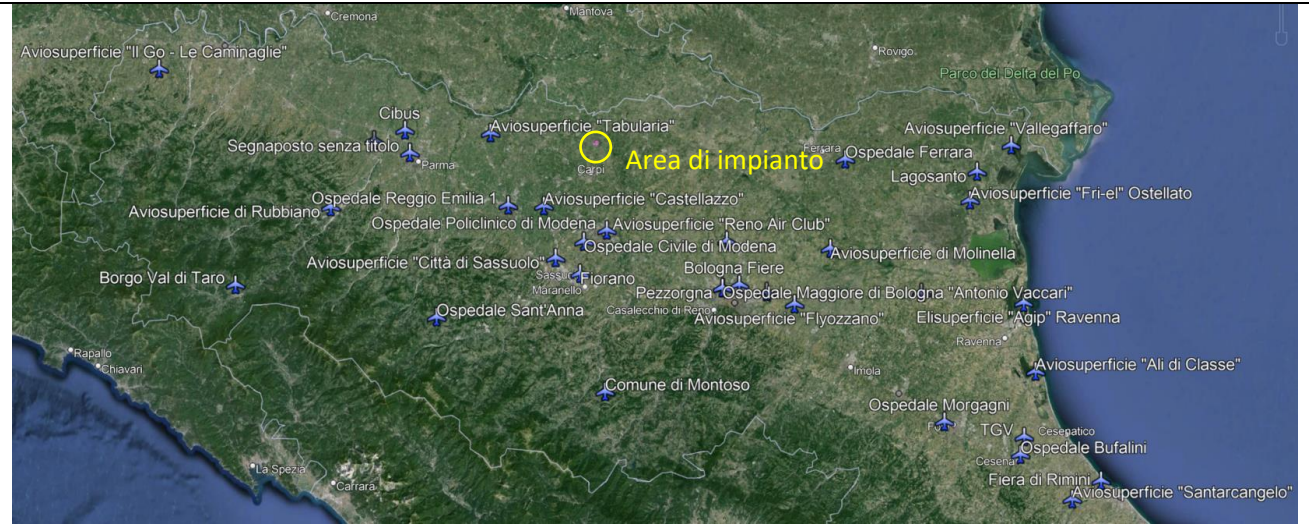 Cremona
Mantova
Aviosuperficie "Il Go - Le Caminaglie"
Rovigo
Parco del Delta del Po
Cibus
Aviosuperficie "Tabularia"
Aviosuperficie "Vallegaffaro"
Segnaposto senza titolo
Parma
Area di impianto
Carpi
Ferrara
Ospedale Ferrara
Lagosanto
Aviosuperficie "Fri-el" Ostellato
Ospedale Reggio Emilia 1
Aviosuperficie "Castellazzo"
Aviosuperficie di Rubbiano
Ospedale Policlinico di Modena
Aviosuperficie "Reno Air Club"
Ospedale Civile di Modena
Aviosuperficie di Molinella
Aviosuperficie "Città di Sassuolo"
Bologna Fiere
Borgo Val di Taro
Fiorano
Maranello
Pezzorgna
Ospedale Maggiore di Bologna
"Antonio Vaccari"
Ospedale Sant'Anna
Casalecchio di Reno
Aviosuperficie "Flyozzano"
Elisuperficie "Agip" Ravenna
Ravenna
Rapallo
Chiavari
Imola
Aviosuperficie "Ali di Classe"
Comune di Montoso
Ospedale Morgagni
TGV
Cesenatico
Ospedale Bufalini
La Spezia
Carrara
Fiera di Rimini
Aviosuperficie "Santarcangelo"